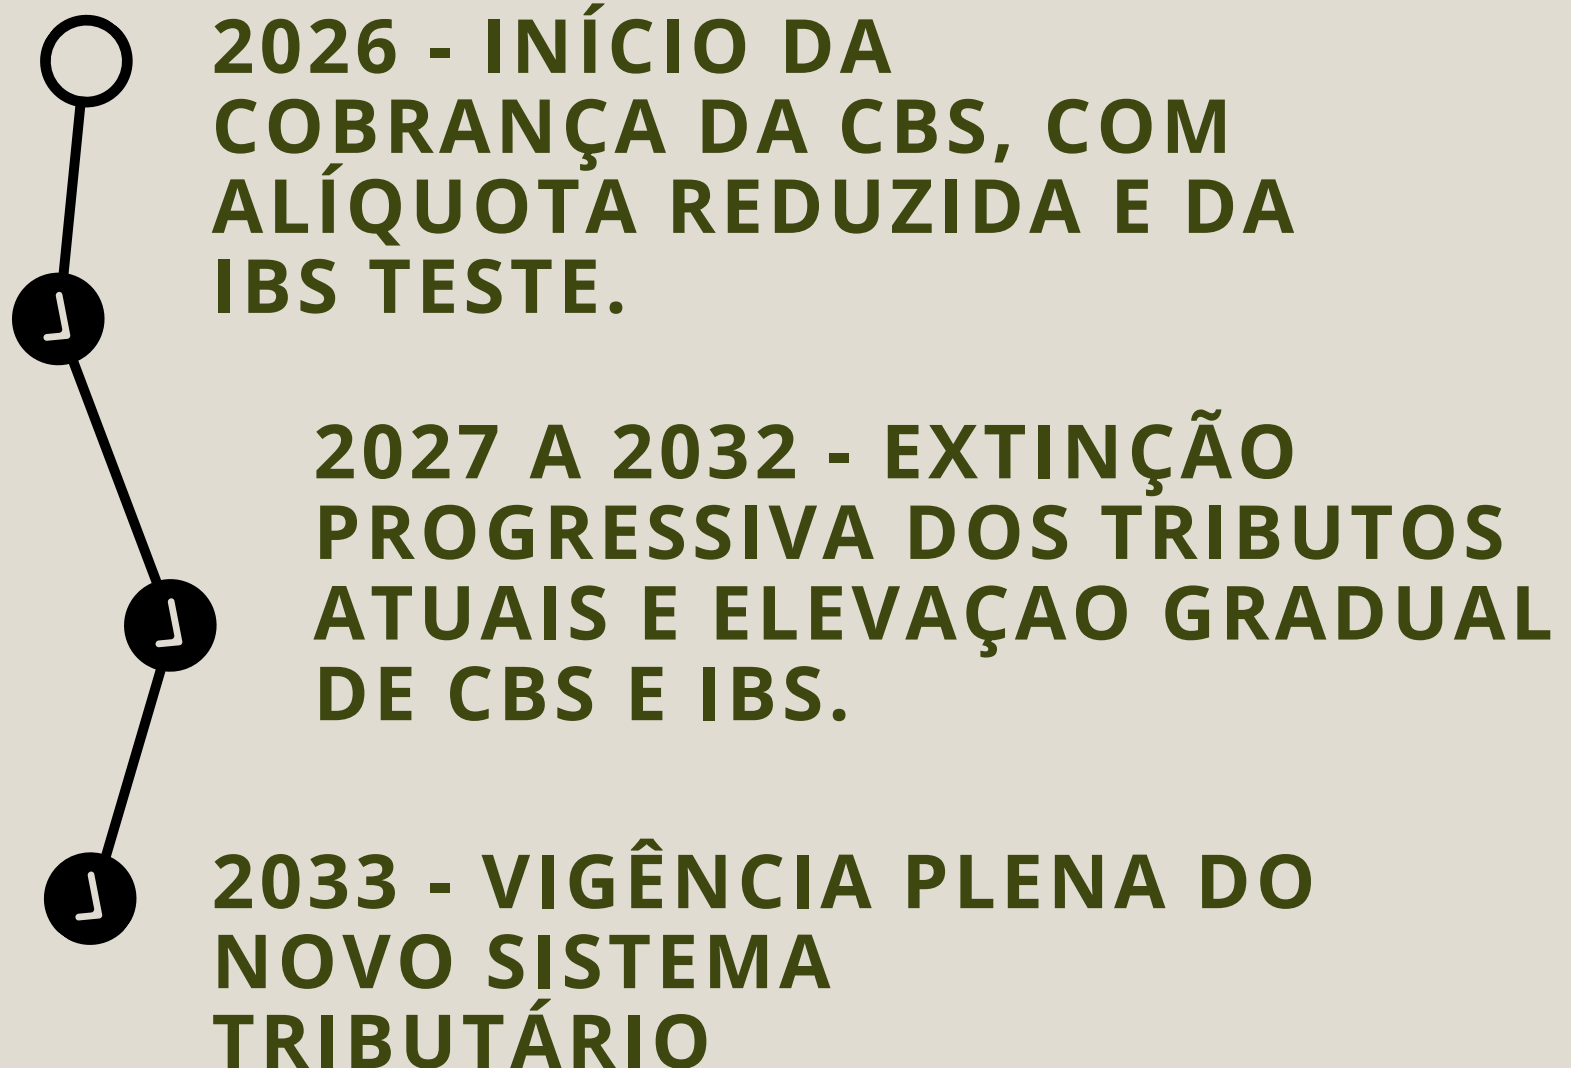 2026 - INÍCIO DA
COBRANÇA DA CBS, COM
ALÍQUOTA REDUZIDA E DA
IBS TESTE.
2027 A 2032 - EXTINÇÃO
PROGRESSIVA DOS TRIBUTOS
ATUAIS E ELEVAÇAO GRADUAL
DE CBS E IBS.
2033 - VIGÊNCIA PLENA DO
NOVO SISTEMA
TRIBUTÁRIO